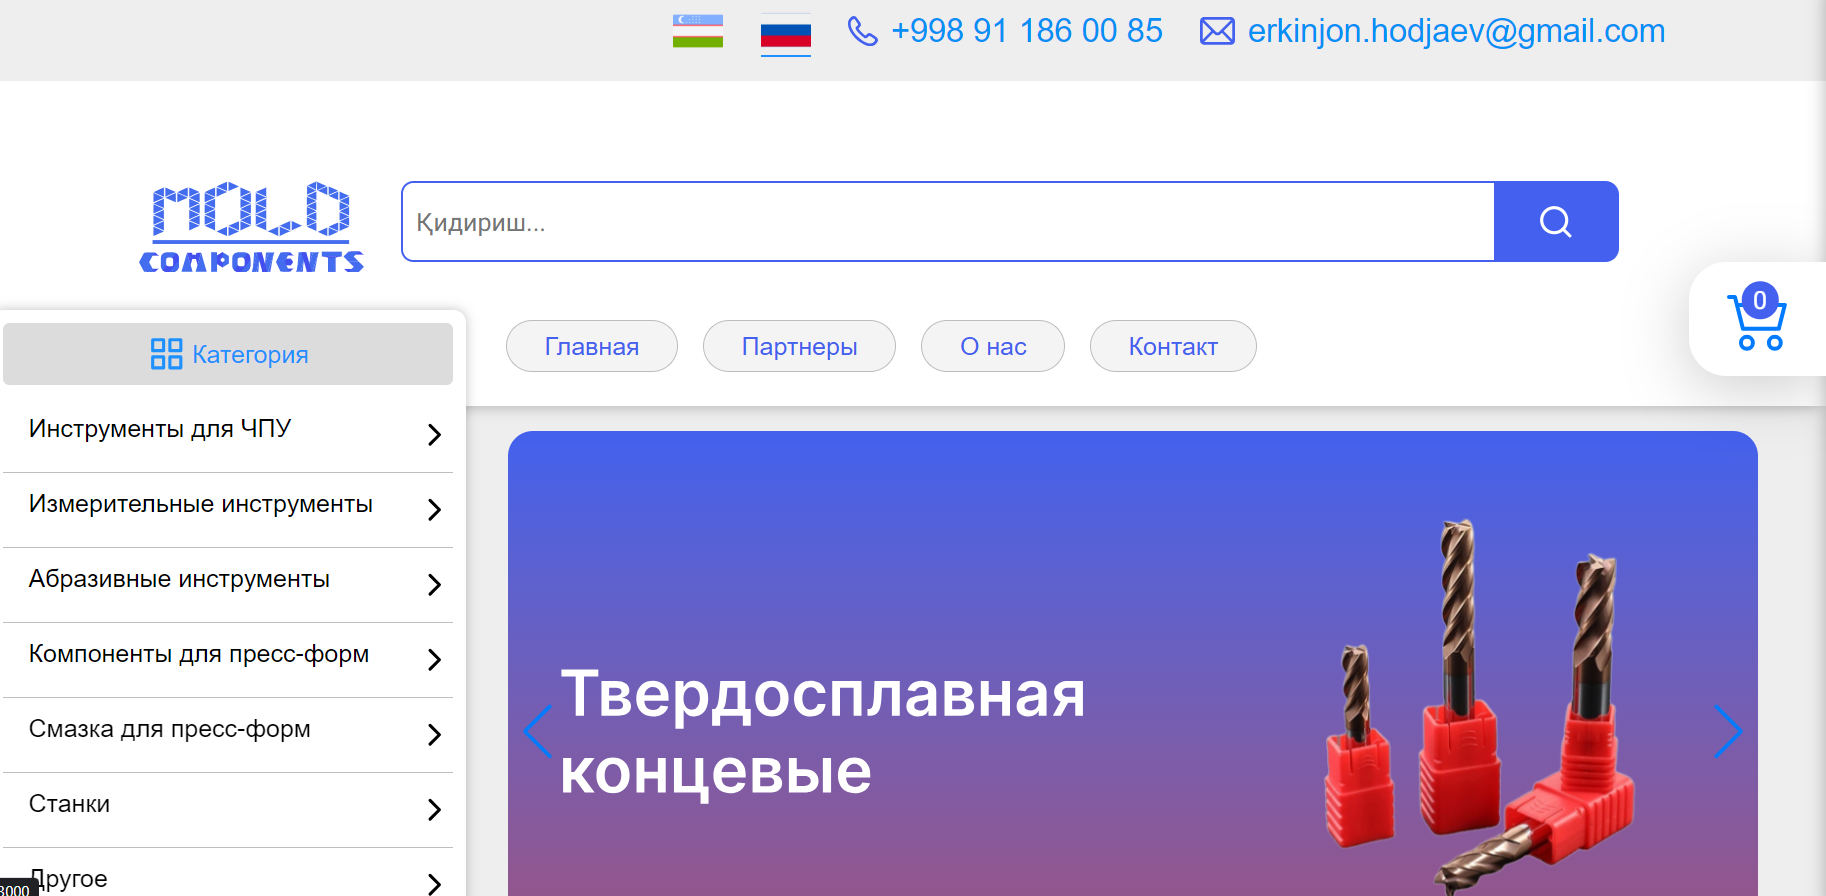 +998 91 186 00 85
erkinjon.hodjaev@gmail.com
MOLD
COMPONENTS
Қидириш...
0
Категория
Главная
Партнеры
О нас
Контакт
Инструменты для ЧПУ
Измерительные инструменты
Абразивные инструменты
Компоненты для пресс-форм
Смазка для пресс-форм
Станки
Другое
Твердосплавная
концевые